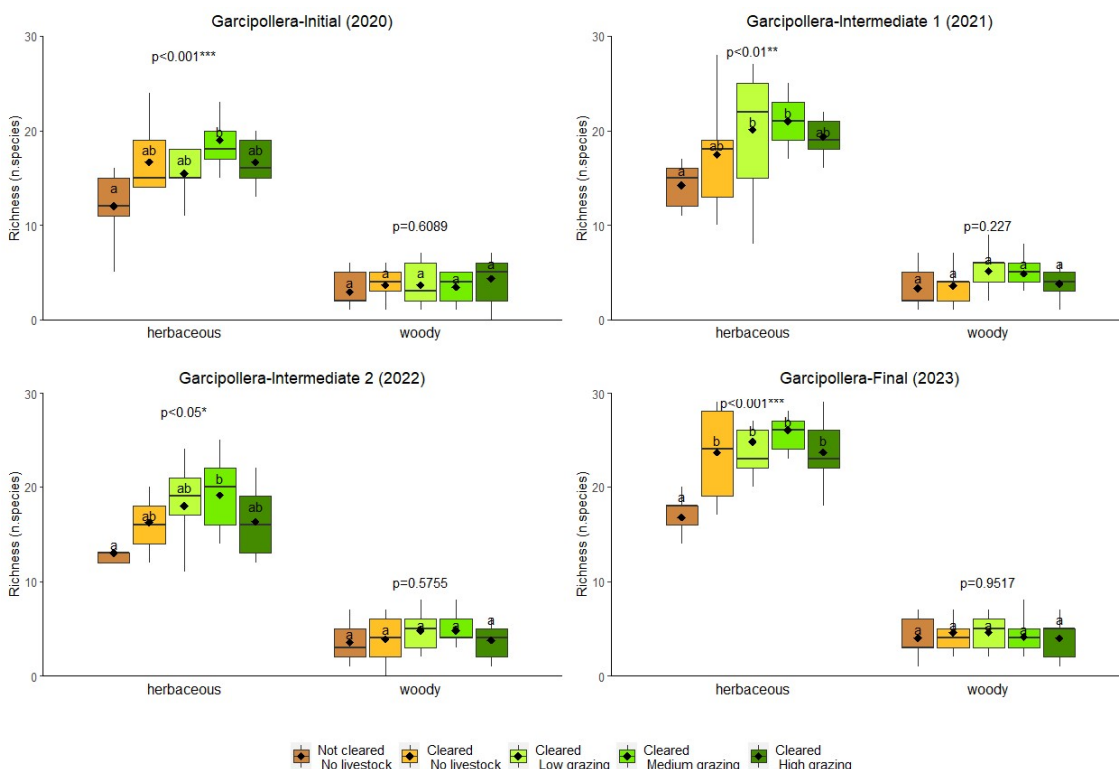 Garcipollera-Initial (2020)
Richness (n.species)
30
20
10
0
p<0.001***
a
ab
ab
b
ab
p=0.6089
a
a
a
a
a
herbaceous
woody
Garcipollera-Intermediate 1 (2021)
Richness (n.species)
30
20
10
0
p<0.01**
a
ab
b
b
ab
p=0.227
a
a
a
a
a
herbaceous
woody
Garcipollera-Intermediate 2 (2022)
Richness (n.species)
30
20
10
0
p<0.05*
a
ab
ab
b
ab
p=0.5755
a
a
a
a
a
herbaceous
woody
Garcipollera-Final (2023)
Richness (n.species)
30
20
10
0
p<0.001***
a
b
b
b
b
p=0.9517
a
a
a
a
a
herbaceous
woody
Not cleared
No livestock
Cleared
No livestock
Cleared
Low grazing
Cleared
Medium grazing
Cleared
High grazing